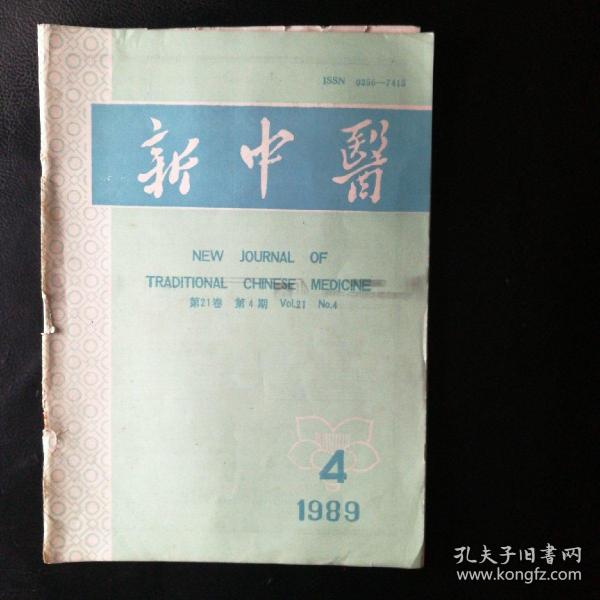 ISSN 0256—7415
新中醫
NEW JOURNAL OF
TRADITIONAL CHINESE MEDICINE
第21卷 第4期 Vol.21 No.4
4
1989
孔夫子旧书网
www.kongfz.com